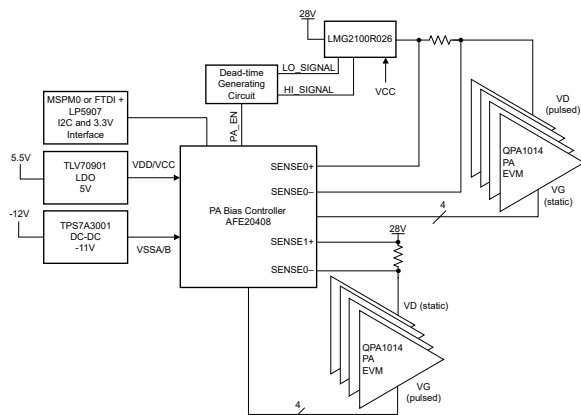 28V
LMG2100R026
LO_SIGNAL
HI_SIGNAL
VCC
Dead-time
Generating
Circuit
PA_EN
MSPM0 or FTDI +
LP5907
I2C and 3.3V
Interface
5.5V
TLV70901
LDO
5V
VDD/VCC
-12V
TPS7A3001
DC-DC
-11V
VSSA/B
PA Bias Controller
AFE20408
SENSE0+
SENSE0–
SENSE1+
SENSE0–
4
28V
VD
(pulsed)
QPA1014
PA
EVM
VG
(static)
VD (static)
QPA1014
PA
EVM
VG
(pulsed)
4